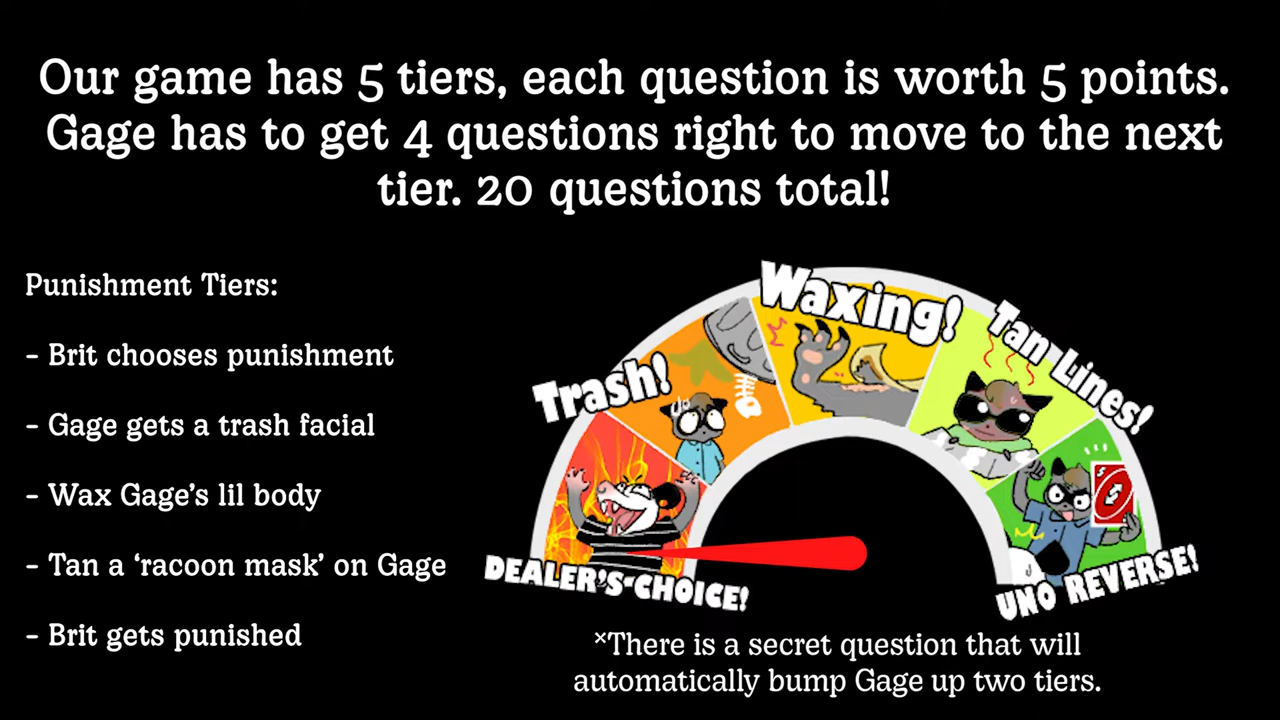 Our game has 5 tiers, each question is worth 5 points.
Gage has to get 4 questions right to move to the next
tier. 20 questions total!
Punishment Tiers:
- Brit chooses punishment
- Gage gets a trash facial
- Wax Gage's lil body
- Tan a 'racoon mask' on Gage
- Brit gets punished
DEALER'S CHOICE!
Trash!
Waxing!
Tan Lines!
UNO REVERSE!
*There is a secret question that will
automatically bump Gage up two tiers.